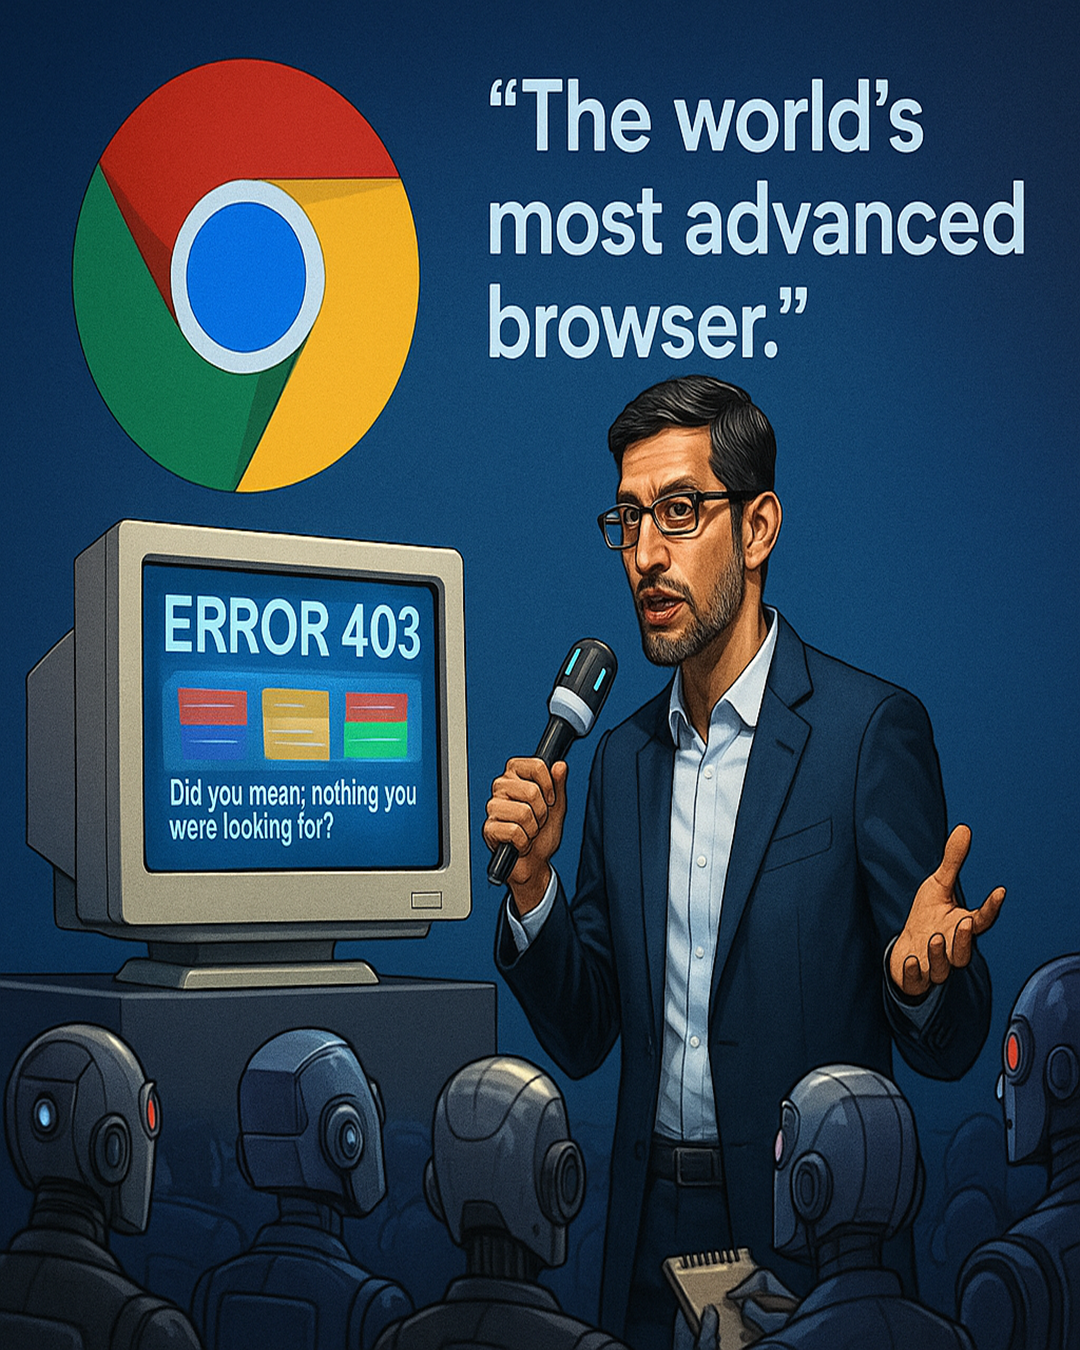 “The world’s
most advanced
browser.”
ERROR 403
Did you mean; nothing you
were looking for?